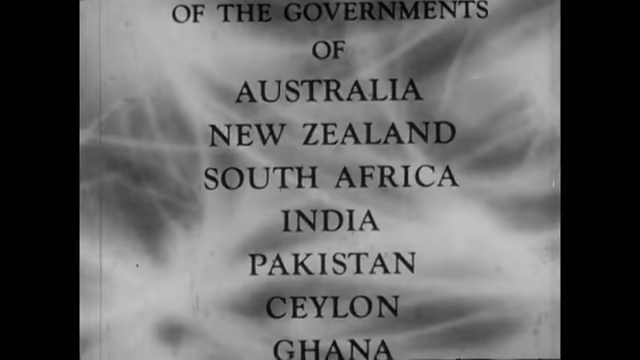 OF THE GOVERNMENTS
OF
AUSTRALIA
NEW ZEALAND
SOUTH AFRICA
INDIA
PAKISTAN
CEYLON
GHANA